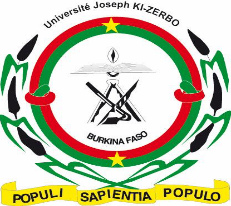 Université Joseph KI-ZERBO
BURKINA FASO
POPULI SAPIENTIA POPULO